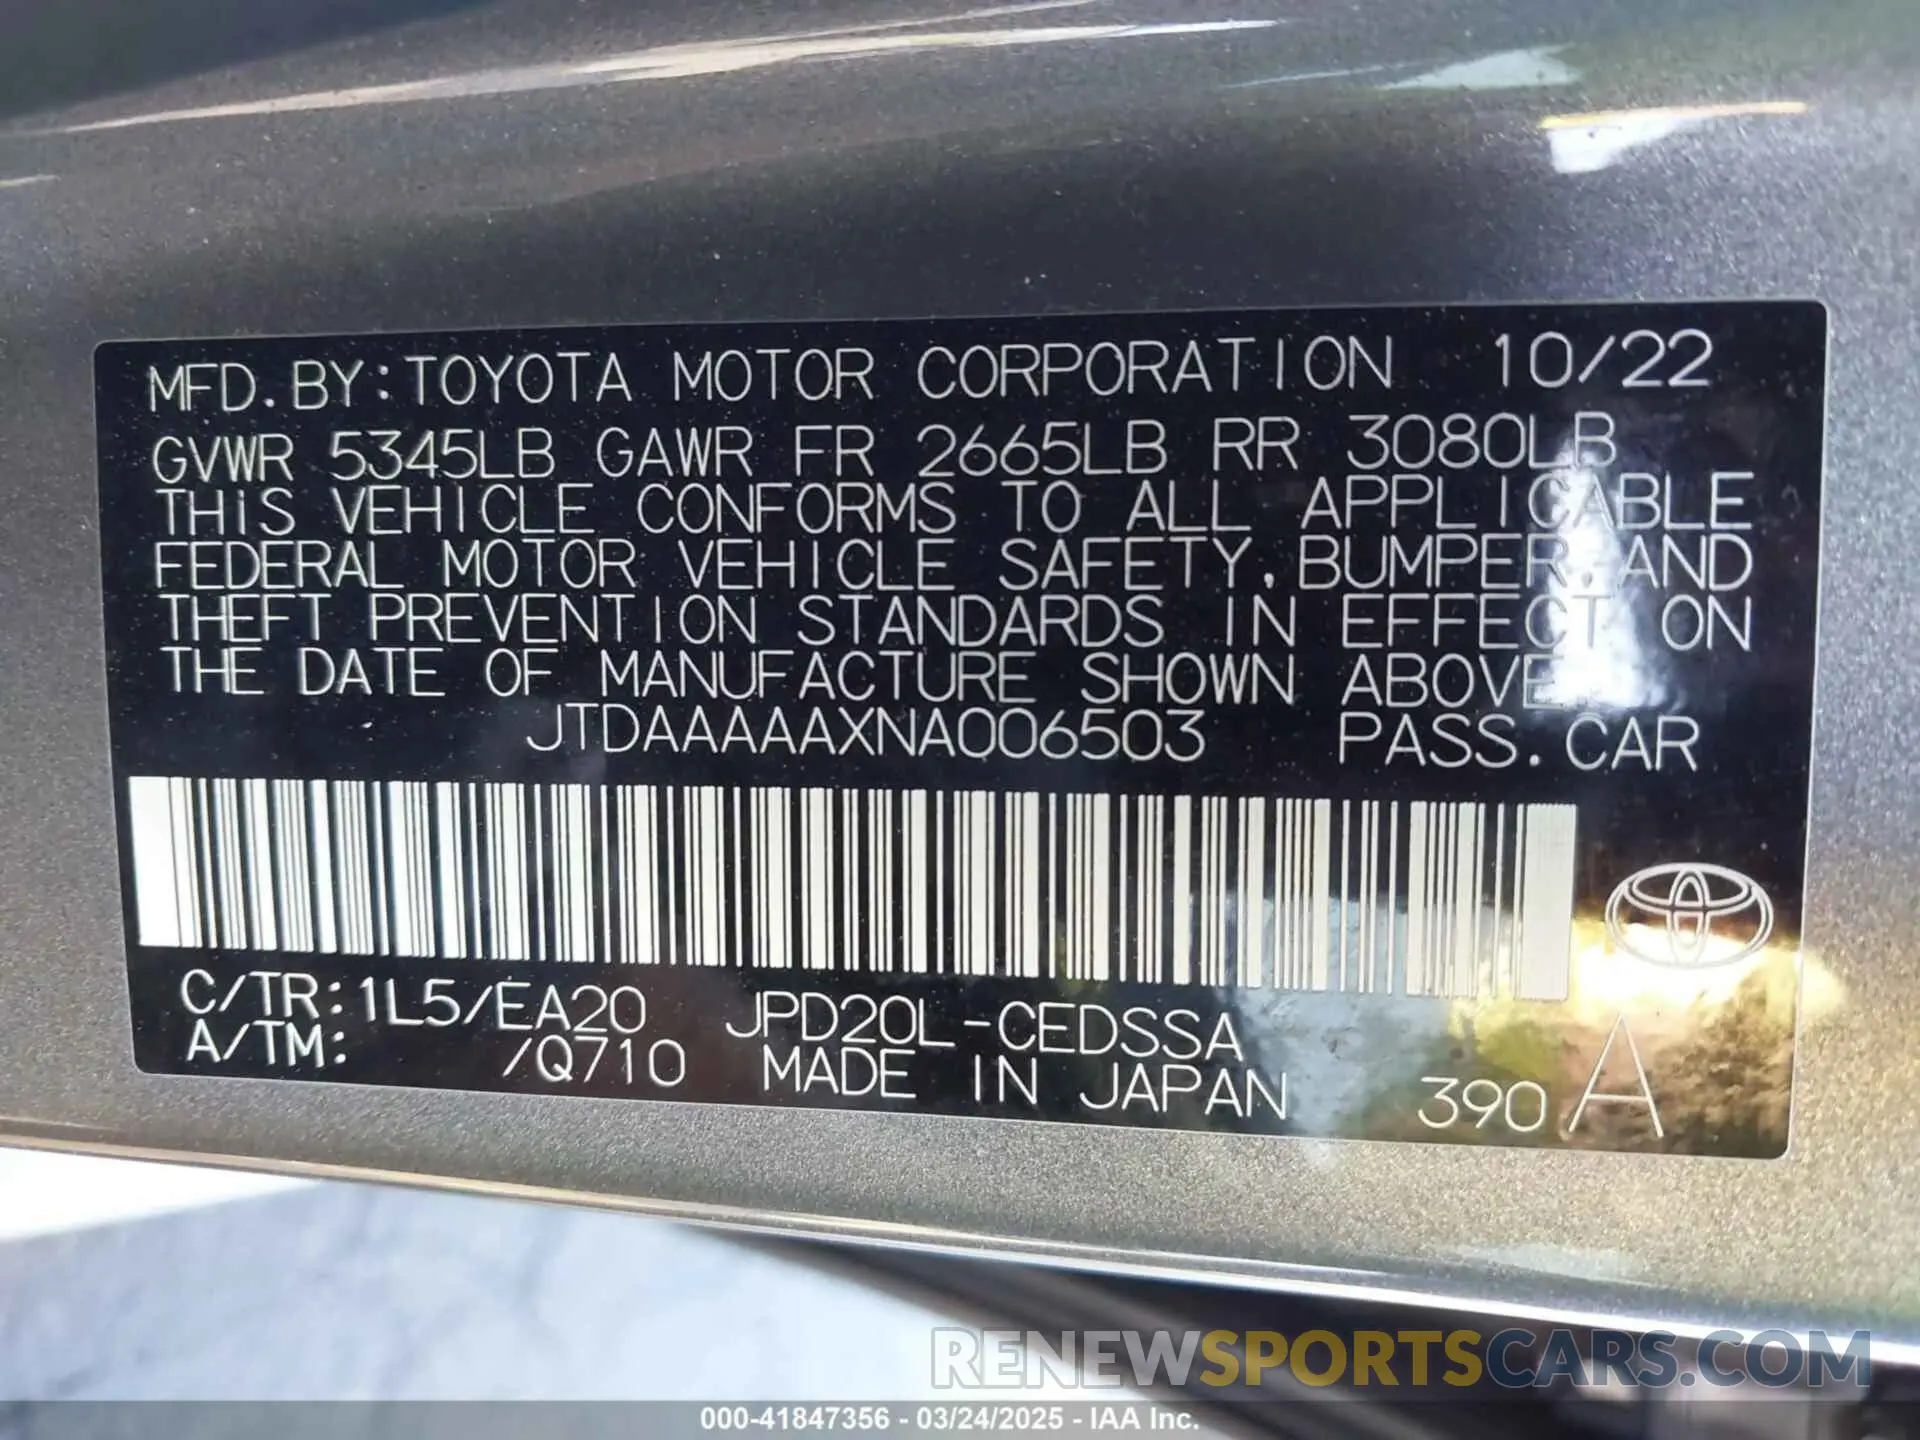 MFD. BY: TOYOTA MOTOR CORPORATION 10/22
GVWR 5345LB GAWR FR 2665LB RR 3080LB
THIS VEHICLE CONFORMS TO ALL APPLICABLE
FEDERAL MOTOR VEHICLE SAFETY, BUMPER, AND
THEFT PREVENTION STANDARDS IN EFFECT ON
THE DATE OF MANUFACTURE SHOWN ABOVE.
JTDAAAAAAXNA006503 PASS. CAR
C/TR: 1L5/EA20 JPD20L-CEDSSA
A/TM: /Q710 MADE IN JAPAN 390 A
RENEWSPORTSCARS.COM
000-41847356 - 03/24/2025 - IAA Inc.